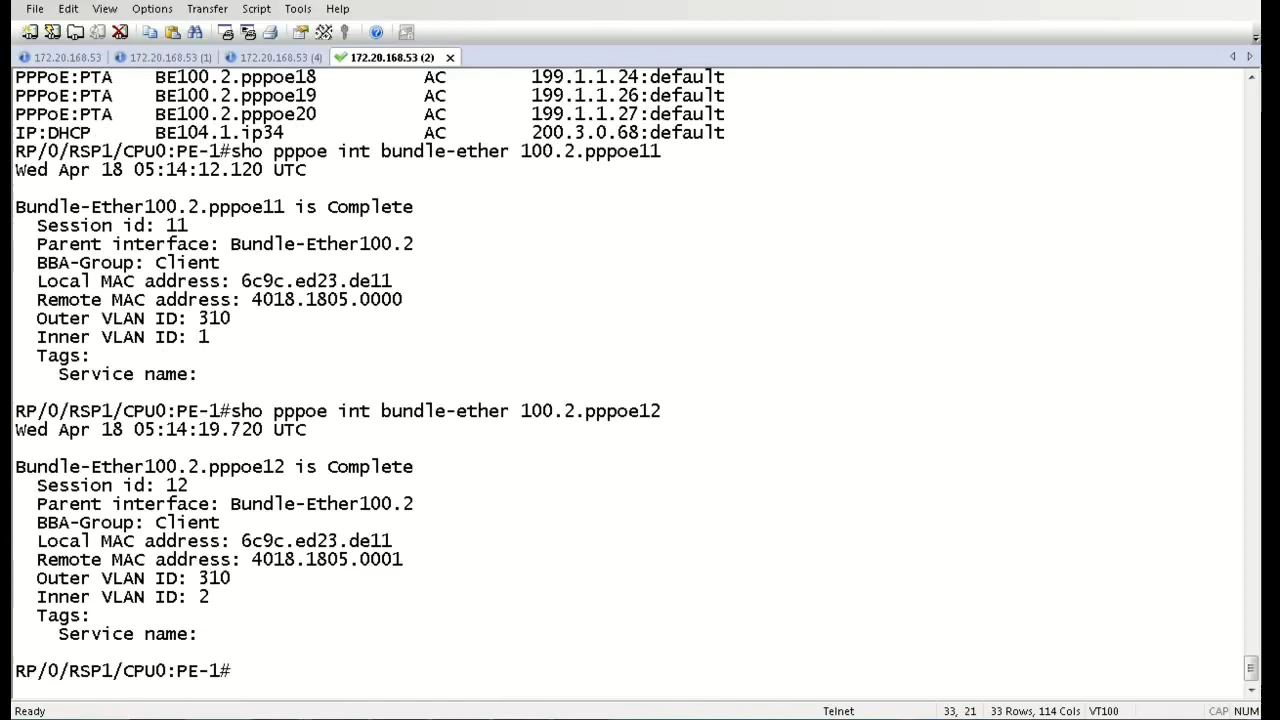 File Edit View Options Transfer Script Tools Help
172.20.168.53 172.20.168.53 (1) 172.20.168.53 (4) 172.20.168.53 (2)
PPPoE:PTA BE100.2.pppoe18 AC 199.1.1.24:default
PPPoE:PTA BE100.2.pppoe19 AC 199.1.1.26:default
PPPoE:PTA BE100.2.pppoe20 AC 199.1.1.27:default
IP:DHCP BE104.1.ip34 AC 200.3.0.68:default
RP/0/RSP1/CPU0:PE-1#sho pppoe int bundle-ether 100.2.pppoe11
Wed Apr 18 05:14:12.120 UTC
Bundle-Ether100.2.pppoe11 is Complete
Session id: 11
Parent interface: Bundle-Ether100.2
BBA-Group: Client
Local MAC address: 6c9c.ed23.de11
Remote MAC address: 4018.1805.0000
Outer VLAN ID: 310
Inner VLAN ID: 1
Tags:
Service name:
RP/0/RSP1/CPU0:PE-1#sho pppoe int bundle-ether 100.2.pppoe12
Wed Apr 18 05:14:19.720 UTC
Bundle-Ether100.2.pppoe12 is Complete
Session id: 12
Parent interface: Bundle-Ether100.2
BBA-Group: Client
Local MAC address: 6c9c.ed23.de11
Remote MAC address: 4018.1805.0001
Outer VLAN ID: 310
Inner VLAN ID: 2
Tags:
Service name:
RP/0/RSP1/CPU0:PE-1#
Ready Telnet 33, 21 33 Rows, 114 Cols VT100 CAP NUM